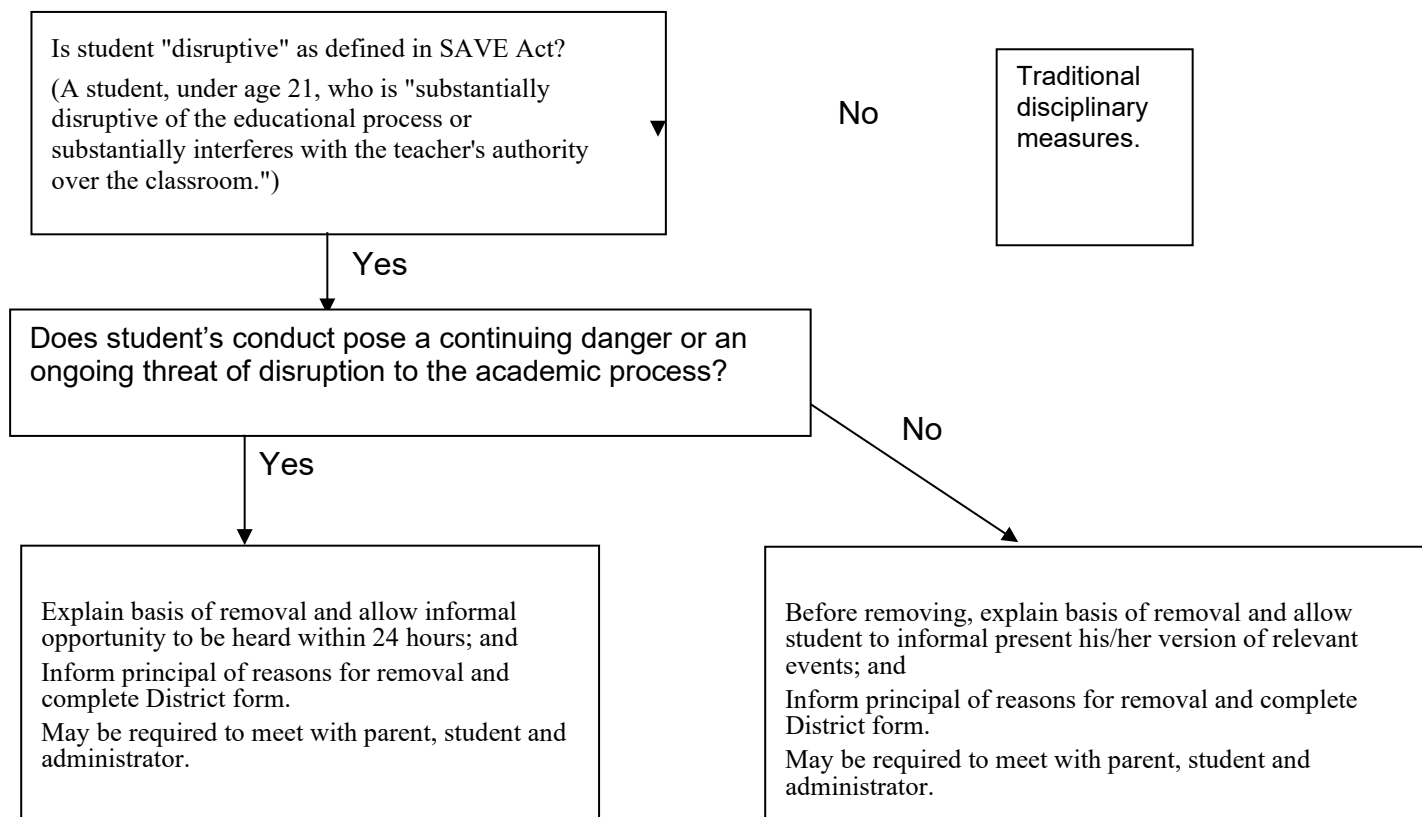 Is student "disruptive" as defined in SAVE Act?
(A student, under age 21, who is "substantially
disruptive of the educational process or
substantially interferes with the teacher's authority
over the classroom.")
No
Traditional
disciplinary
measures.
Yes
Does student’s conduct pose a continuing danger or an
ongoing threat of disruption to the academic process?
No
Yes
Explain basis of removal and allow informal
opportunity to be heard within 24 hours; and
Inform principal of reasons for removal and
complete District form.
May be required to meet with parent, student and
administrator.
Before removing, explain basis of removal and allow
student to informal present his/her version of relevant
events; and
Inform principal of reasons for removal and complete
District form.
May be required to meet with parent, student and
administrator.